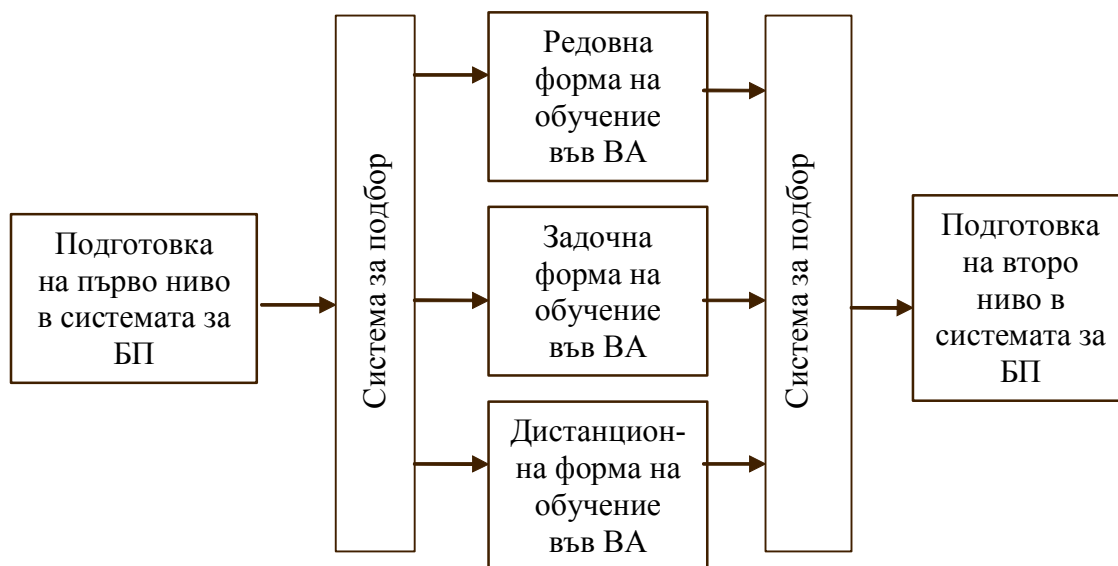 Подготовка
на първо ниво
в системата за
БП
Система за подбор
Редовна
форма на
обучение
във ВА
Задочна
форма на
обучение
във ВА
Дистанцион-
на форма на
обучение
във ВА
Система за подбор
Подготовка
на второ
ниво в
системата за
БП